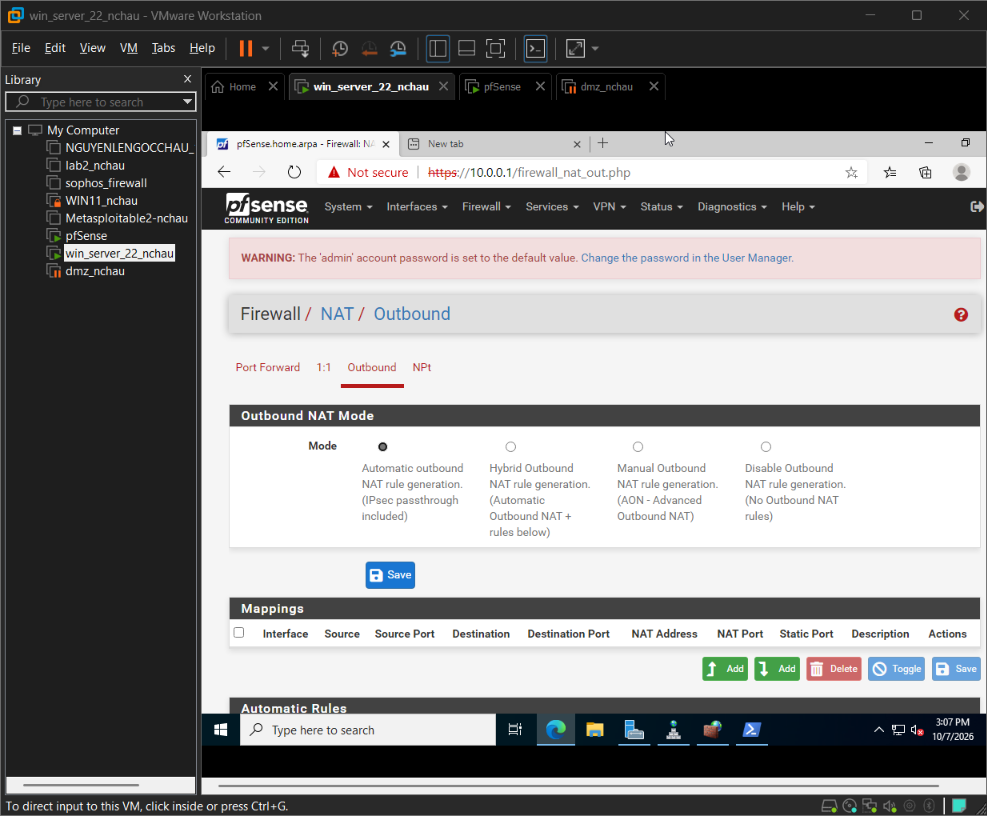 win_server_22_nchau - VMware Workstation
File Edit View VM Tabs Help
Library
Type here to search
My Computer
NGUYENLENGOCCHAU_
lab2_nchau
sophos_firewall
WIN11_nchau
Metasploitable2-nchau
pfSense
win_server_22_nchau
dmz_nchau
Home win_server_22_nchau pfSense dmz_nchau
pf pfSense.home.arpa - Firewall: NA New tab
Not secure https://10.0.0.1/firewall_nat_out.php
pfsense
COMMUNITY EDITION
System Interfaces Firewall Services VPN Status Diagnostics Help
WARNING: The 'admin' account password is set to the default value. Change the password in the User Manager.
Firewall / NAT / Outbound
Port Forward 1:1 Outbound NPt
Outbound NAT Mode
Mode
Automatic outbound
NAT rule generation.
(IPsec passthrough
included)
Hybrid Outbound
NAT rule generation.
(Automatic
Outbound NAT +
rules below)
Manual Outbound
NAT rule generation.
(AON - Advanced
Outbound NAT)
Disable Outbound
NAT rule generation.
(No Outbound NAT
rules)
Save
Mappings
Interface Source Source Port Destination Destination Port NAT Address NAT Port Static Port Description Actions
Add Add Delete Toggle Save
Automatic Rules
Type here to search
3:07 PM
10/7/2026
To direct input to this VM, click inside or press Ctrl+G.